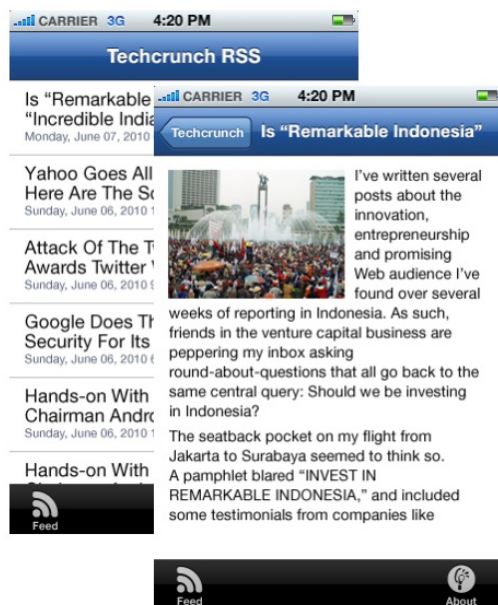 CARRIER 3G 4:20 PM
Techcrunch RSS
Is “Remarkable
“Incredible India
Monday, June 07, 2010
Yahoo Goes All
Here Are The
Sunday, June 06, 2010 1
Attack Of The
Awards Twitter
Sunday, June 06, 2010
Google Does
Security For Its
Sunday, June 06, 2010
Hands-on With
Chairman
Sunday, June 06, 2010 1
Hands-on With
Feed
CARRIER 3G 4:20 PM
Techcrunch Is “Remarkable Indonesia”
I’ve written several
posts about the
innovation,
entrepreneurship
and promising
Web audience I’ve
found over several
weeks of reporting in Indonesia. As such,
friends in the venture capital business are
peppering my inbox asking
round-about-questions that all go back to the
same central query: Should we be investing
in Indonesia?
The seatback pocket on my flight from
Jakarta to Surabaya seemed to think so.
A pamphlet blared “INVEST IN
REMARKABLE INDONESIA,” and included
some testimonials from companies like
Feed About